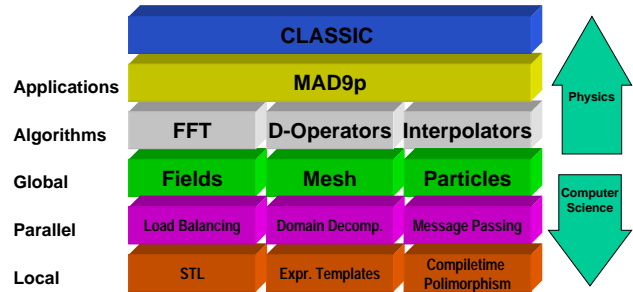 CLASSIC
Applications
MAD9p
Physics
Algorithms
FFT
D-Operators
Interpolators
Global
Fields
Mesh
Particles
Computer
Science
Parallel
Load Balancing
Domain Decomp.
Message Passing
Local
STL
Expr. Templates
Compiletime
Polimorphism